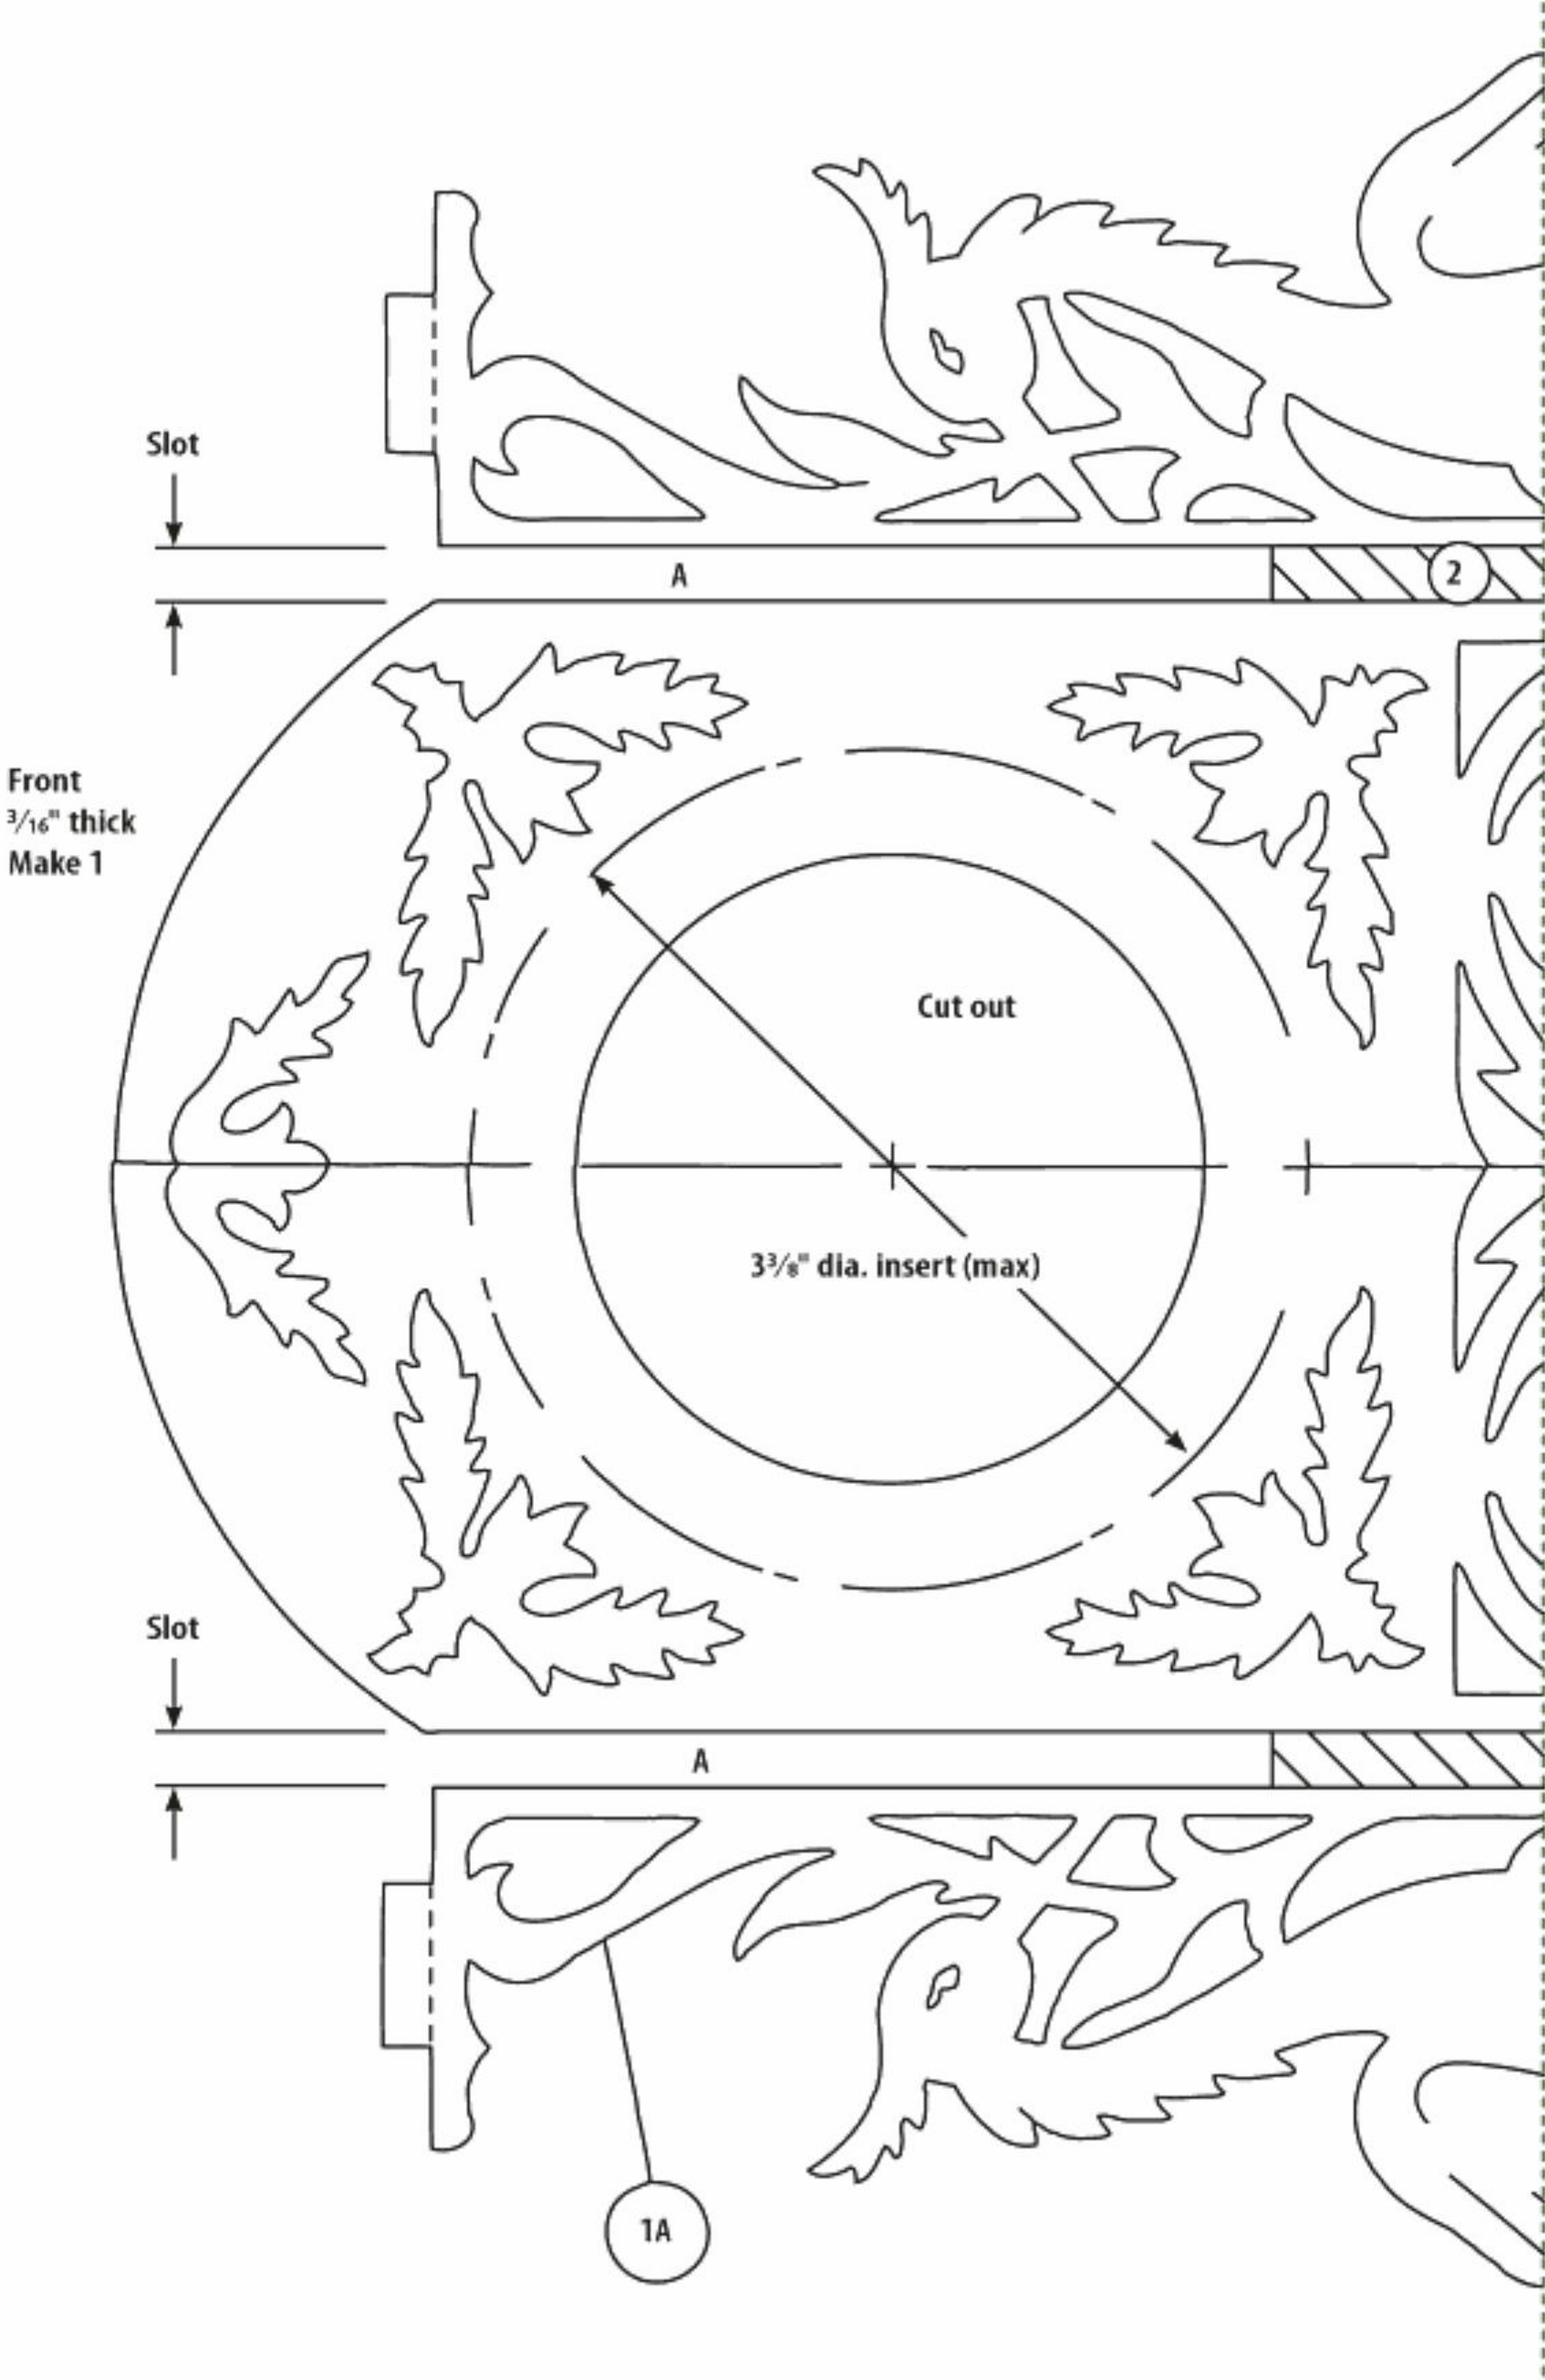 Slot
A
2
Front
3/16" thick
Make 1
Cut out
3 3/8" dia. insert (max)
Slot
A
1A